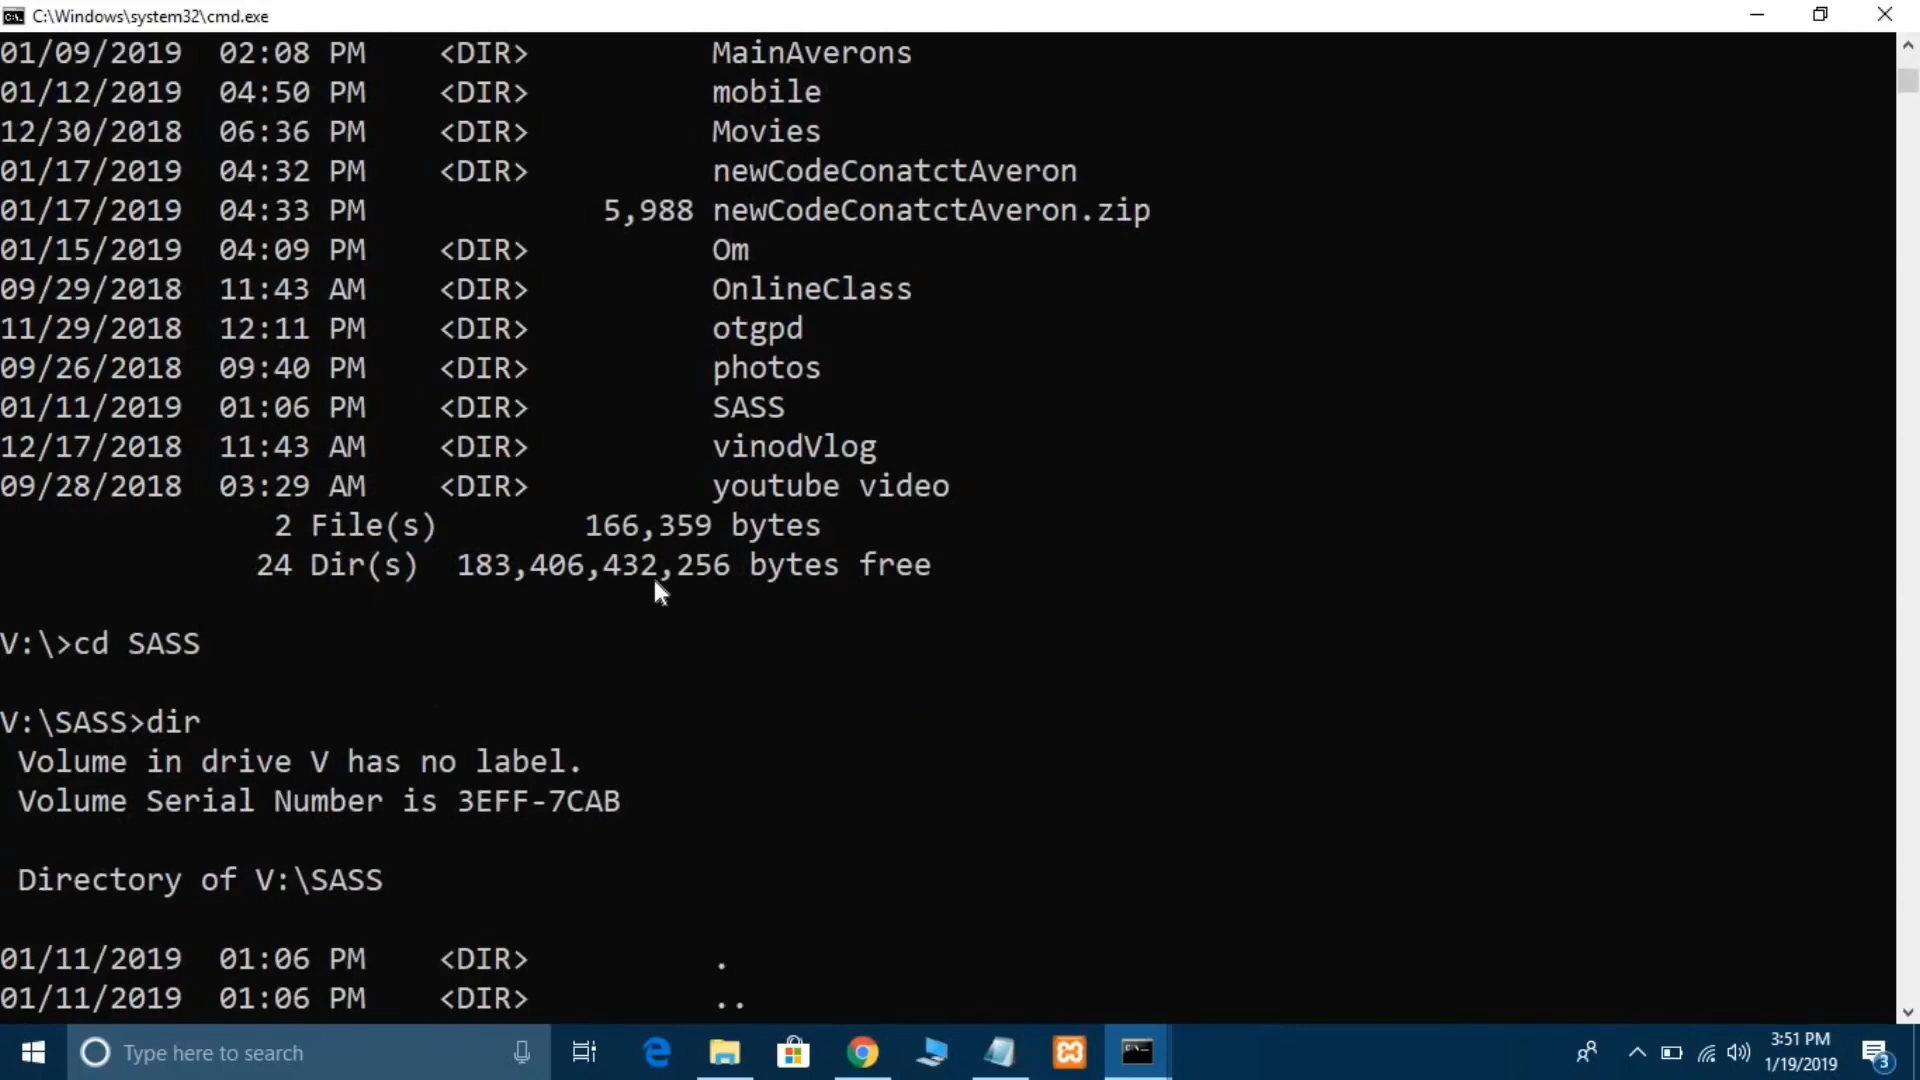 C:\Windows\system32\cmd.exe
01/09/2019 02:08 PM <DIR> MainAverons
01/12/2019 04:50 PM <DIR> mobile
12/30/2018 06:36 PM <DIR> Movies
01/17/2019 04:32 PM <DIR> newCodeConatctAveron
01/17/2019 04:33 PM 5,988 newCodeConatctAveron.zip
01/15/2019 04:09 PM <DIR> Om
09/29/2018 11:43 AM <DIR> OnlineClass
11/29/2018 12:11 PM <DIR> otgpd
09/26/2018 09:40 PM <DIR> photos
01/11/2019 01:06 PM <DIR> SASS
12/17/2018 11:43 AM <DIR> vinodVlog
09/28/2018 03:29 AM <DIR> youtube video
2 File(s) 166,359 bytes
24 Dir(s) 183,406,432,256 bytes free
V:\>cd SASS
V:\SASS>dir
Volume in drive V has no label.
Volume Serial Number is 3EFF-7CAB
Directory of V:\SASS
01/11/2019 01:06 PM <DIR> .
01/11/2019 01:06 PM <DIR> ..
Type here to search
3:51 PM
1/19/2019
3